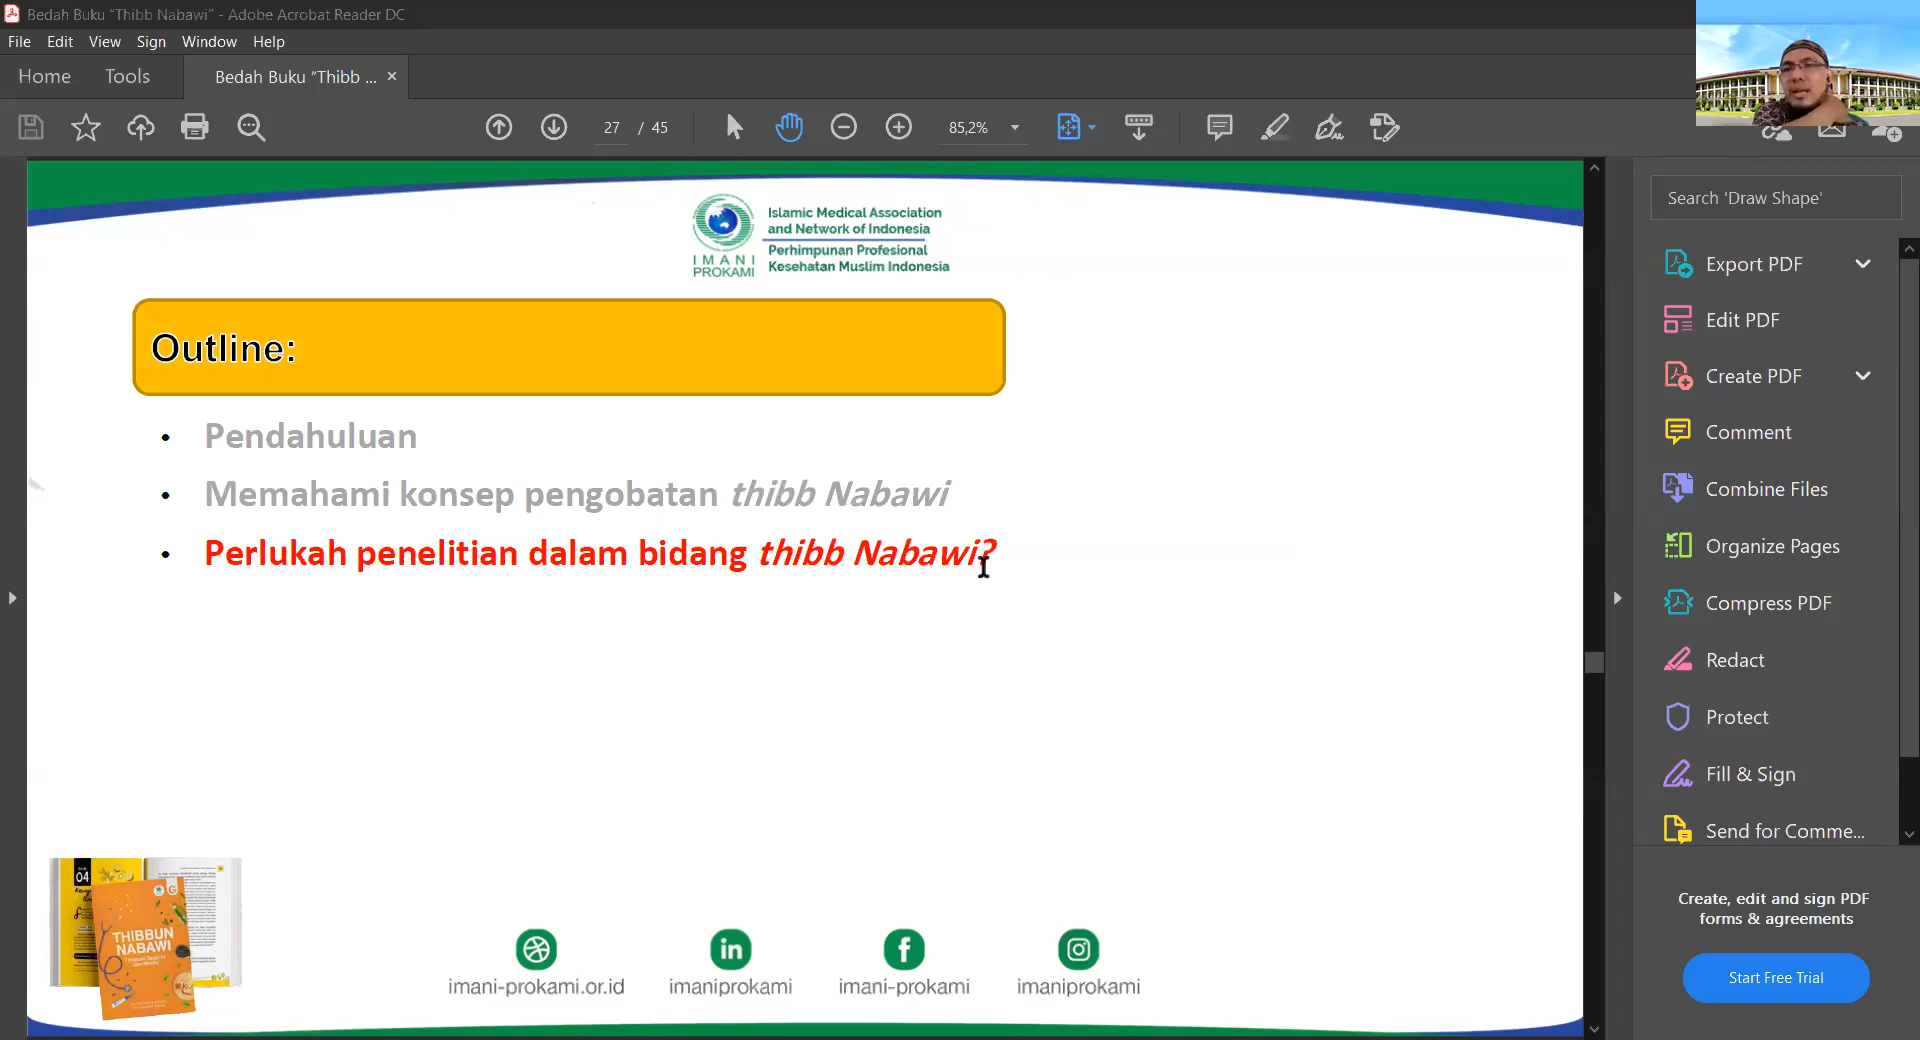 Bedah Buku “Thibb Nabawi” - Adobe Acrobat Reader DC
File Edit View Sign Window Help
Home Tools Bedah Buku “Thibb ... ×
27 / 45 85,2%
Search 'Draw Shape'
Islamic Medical Association
and Network of Indonesia
Perhimpunan Profesional
Kesehatan Muslim Indonesia
IMANI
PROKAMI
Outline:
• Pendahuluan
• Memahami konsep pengobatan thibb Nabawi
• Perlukah penelitian dalam bidang thibb Nabawi?
04
THIBBUN
NABAWI
imani-prokami.or.id
imaniprokami
imani-prokami
imaniprokami
Export PDF
Edit PDF
Create PDF
Comment
Combine Files
Organize Pages
Compress PDF
Redact
Protect
Fill & Sign
Send for Comme...
Create, edit and sign PDF
forms & agreements
Start Free Trial